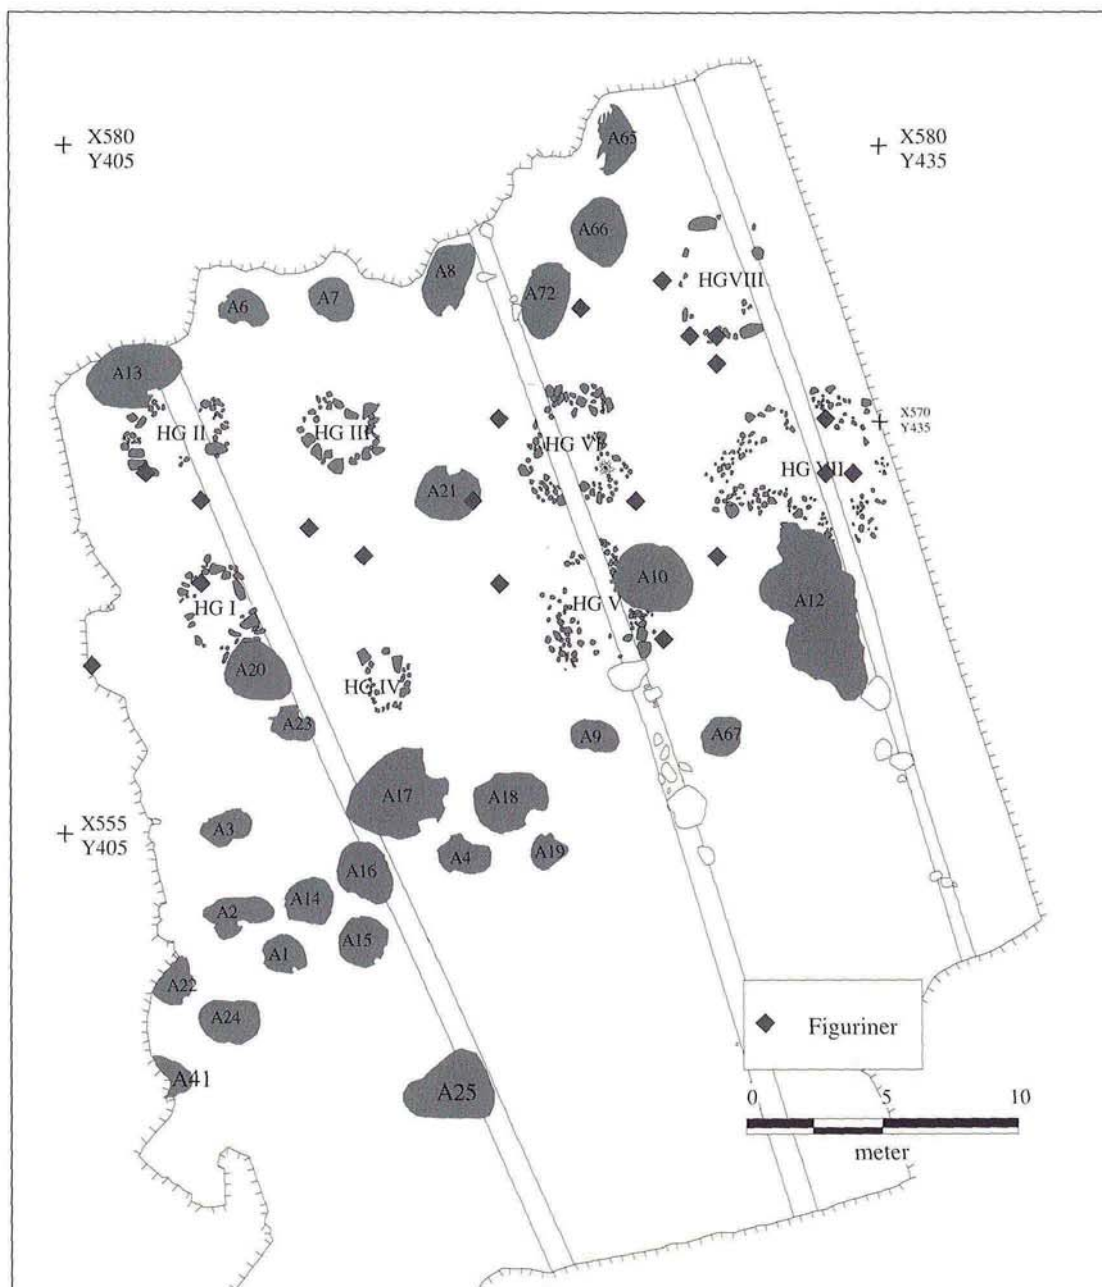 X580
Y405
X580
Y435
A65
A66
A8
A72
HGVIII
A6
A7
A13
HG II
HG III
HG VI
X570
Y435
HG VII
A21
A10
HG I
HG V
A12
A20
HG IV
A23
A9
A67
A17
A18
X555
Y405
A3
A4
A19
A16
A14
A2
A15
A1
A22
A24
Figuriner
A41
A25
0 5 10
meter